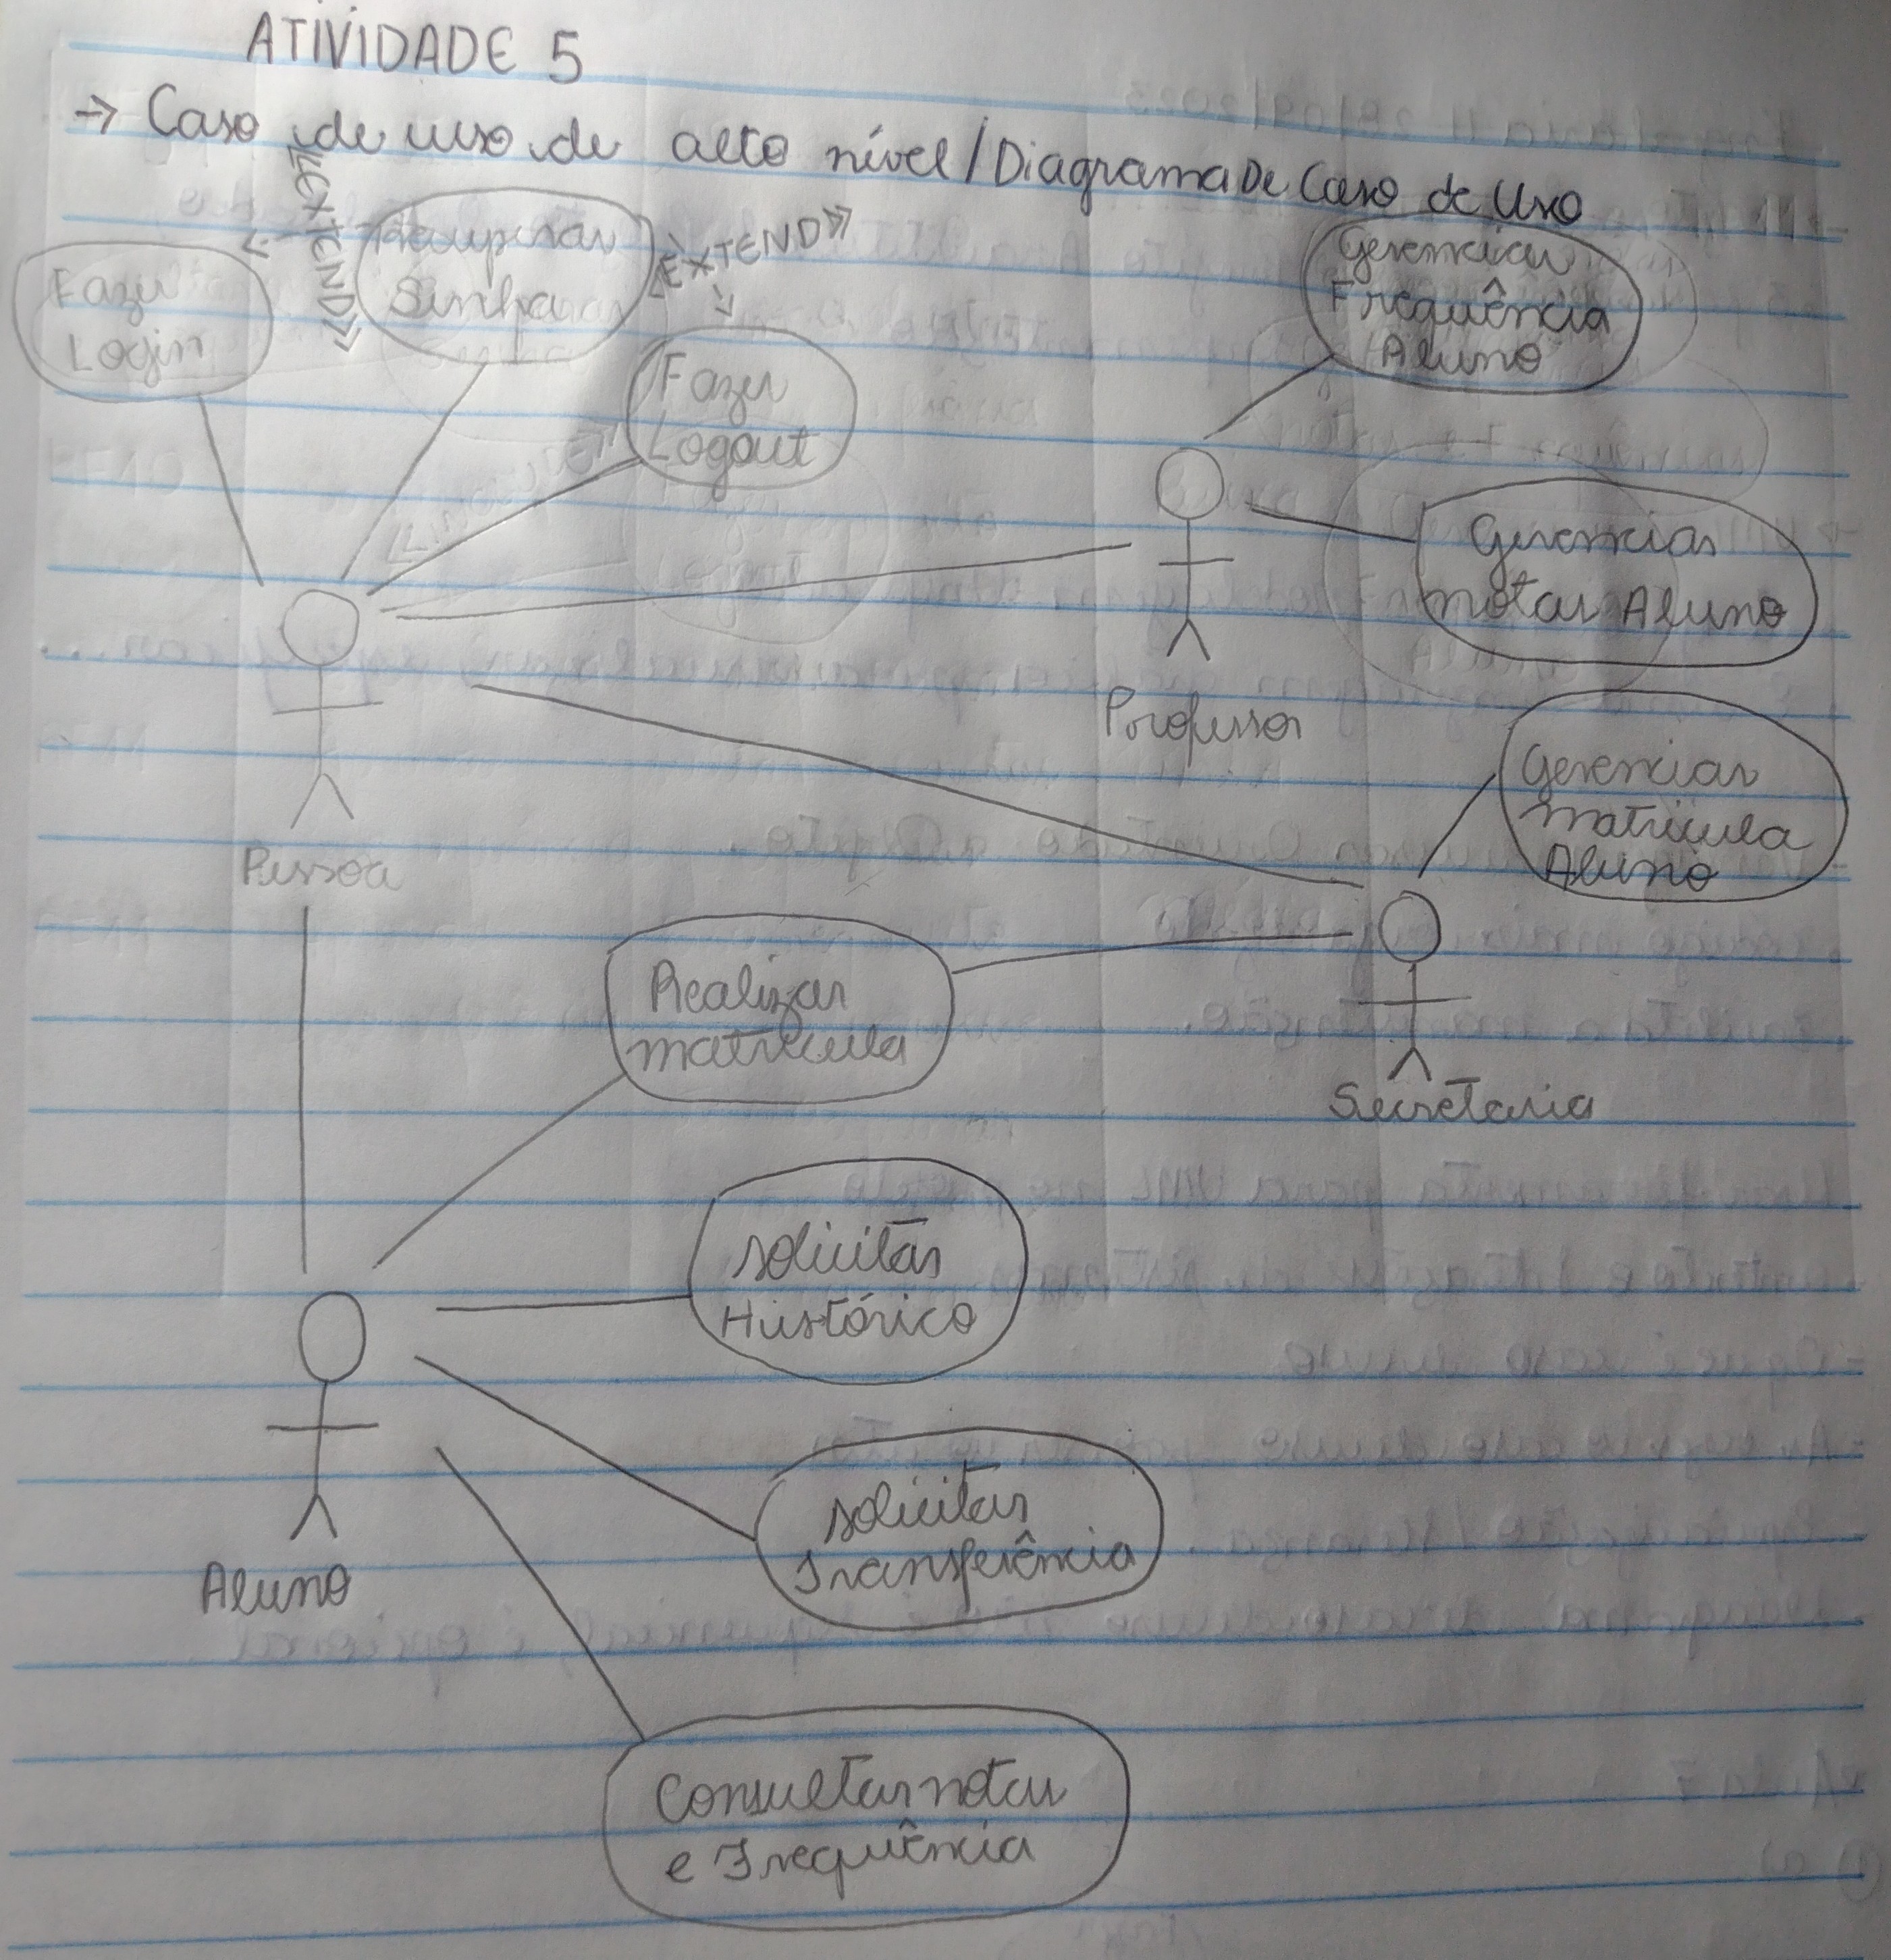 ATIVIDADE 5
→ Caso de uso de alto nível / Diagrama De Caso de Uso
<<EXTEND>>
Recuperar
Senha
<<EXTEND>>
Fazer
Login
Fazer
Logout
Gerenciar
Frequência
Aluno
Gerenciar
notas Aluno
Professor
Gerenciar
matrícula
Aluno
Pessoa
Realizar
matrícula
Secretaria
Solicitar
Histórico
Solicitar
Transferência
Aluno
Consultar notas
e Frequência